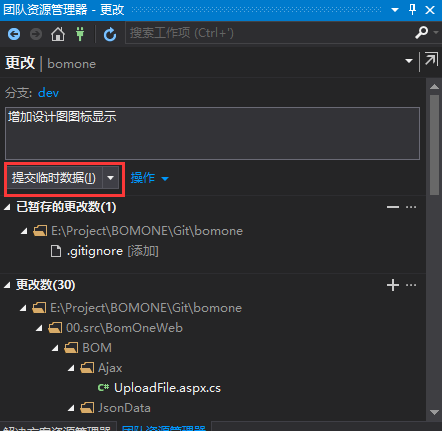 团队资源管理器 - 更改
搜索工作项 (Ctrl+')
更改 | bomone
分支: dev
增加设计图图标显示
提交临时数据(I) 操作
已暂存的更改数(1)
E:\Project\BOMONE\Git\bomone
.gitignore [添加]
更改数(30)
E:\Project\BOMONE\Git\bomone
00.src\BomOneWeb
BOM
Ajax
C# UploadFile.aspx.cs
JsonData
解决方案资源管理器 团队资源管理器